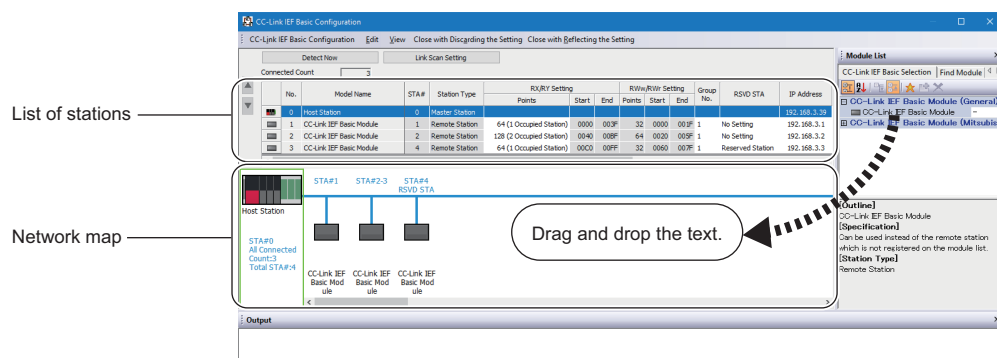 CC-Link IEF Basic Configuration
CC-Link IEF Basic Configuration Edit View Close with Discarding the Setting Close with Reflecting the Setting
Detect Now Link Scan Setting
Connected Count 3
Module List
CC-Link IEF Basic Selection Find Module
List of stations
No. Model Name STA# Station Type RX/RY Setting RWw/RWr Setting Group No. RSVD STA IP Address
Points Start End Points Start End
0 Host Station 0 Master Station 192.168.3.39
1 CC-Link IEF Basic Module 1 Remote Station 64 (1 Occupied Station) 0000 003F 32 0000 001F 1 No Setting 192.168.3.1
2 CC-Link IEF Basic Module 2 Remote Station 128 (2 Occupied Station) 0040 00BF 64 0020 005F 1 No Setting 192.168.3.2
3 CC-Link IEF Basic Module 4 Remote Station 64 (1 Occupied Station) 00C0 00FF 32 0060 007F 1 Reserved Station 192.168.3.3
CC-Link IEF Basic Module (General)
CC-Link IEF Basic Module
CC-Link IEF Basic Module (Mitsubis
Network map
STA#1 STA#2-3 STA#4
RSVD STA
Host Station
STA#0
All Connected
Count:3
Total STA#:4
CC-Link IEF
Basic Mod
ule
CC-Link IEF
Basic Mod
ule
CC-Link IEF
Basic Mod
ule
Drag and drop the text.
[Outline]
CC-Link IEF Basic Module
[Specification]
Can be used instead of the remote station
which is not registered on the module list.
[Station Type]
Remote Station
Output